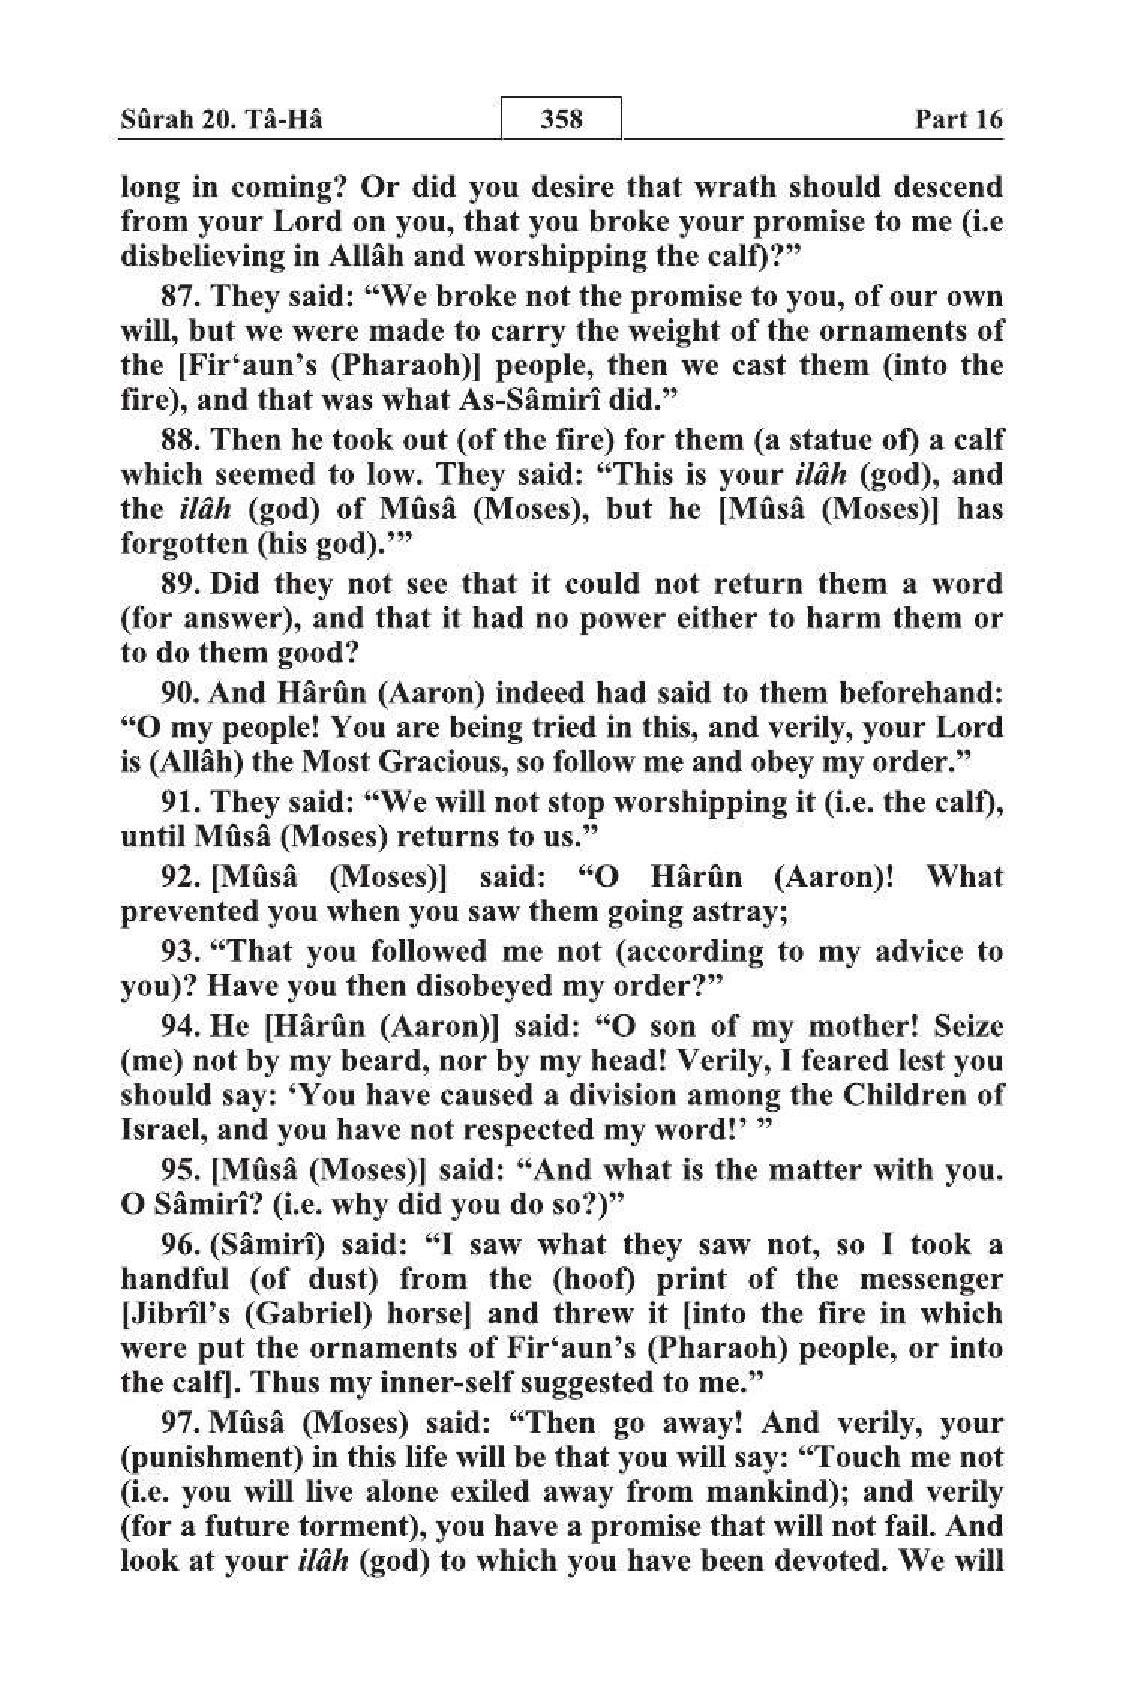 Sûrah 20. Tâ-Hâ 358 Part 16
long in coming? Or did you desire that wrath should descend
from your Lord on you, that you broke your promise to me (i.e
disbelieving in Allâh and worshipping the calf)?”
87. They said: “We broke not the promise to you, of our own
will, but we were made to carry the weight of the ornaments of
the [Fir‘aun’s (Pharaoh)] people, then we cast them (into the
fire), and that was what As-Sâmirî did.”
88. Then he took out (of the fire) for them (a statue of) a calf
which seemed to low. They said: “This is your ilâh (god), and
the ilâh (god) of Mûsâ (Moses), but he [Mûsâ (Moses)] has
forgotten (his god).’”
89. Did they not see that it could not return them a word
(for answer), and that it had no power either to harm them or
to do them good?
90. And Hârûn (Aaron) indeed had said to them beforehand:
“O my people! You are being tried in this, and verily, your Lord
is (Allâh) the Most Gracious, so follow me and obey my order.”
91. They said: “We will not stop worshipping it (i.e. the calf),
until Mûsâ (Moses) returns to us.”
92. [Mûsâ (Moses)] said: “O Hârûn (Aaron)! What
prevented you when you saw them going astray;
93. “That you followed me not (according to my advice to
you)? Have you then disobeyed my order?”
94. He [Hârûn (Aaron)] said: “O son of my mother! Seize
(me) not by my beard, nor by my head! Verily, I feared lest you
should say: ‘You have caused a division among the Children of
Israel, and you have not respected my word!’ ”
95. [Mûsâ (Moses)] said: “And what is the matter with you.
O Sâmirî? (i.e. why did you do so?)”
96. (Sâmirî) said: “I saw what they saw not, so I took a
handful (of dust) from the (hoof) print of the messenger
[Jibrîl’s (Gabriel) horse] and threw it [into the fire in which
were put the ornaments of Fir‘aun’s (Pharaoh) people, or into
the calf]. Thus my inner-self suggested to me.”
97. Mûsâ (Moses) said: “Then go away! And verily, your
(punishment) in this life will be that you will say: “Touch me not
(i.e. you will live alone exiled away from mankind); and verily
(for a future torment), you have a promise that will not fail. And
look at your ilâh (god) to which you have been devoted. We will